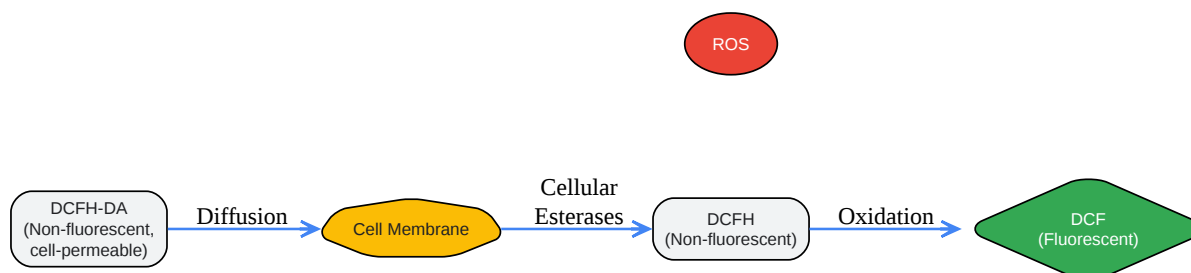 ROS
DCFH-DA
(Non-fluorescent,
cell-permeable)
Diffusion
Cell Membrane
Cellular
Esterases
DCFH
(Non-fluorescent)
Oxidation
DCF
(Fluorescent)